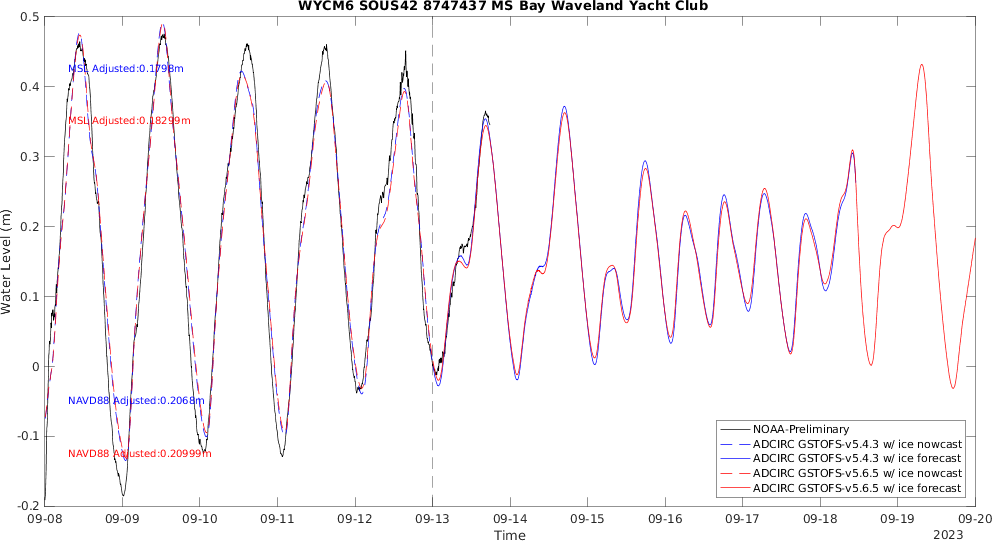 WYCM6 SOUS42 8747437 MS Bay Waveland Yacht Club
0.5
0.4
0.3
0.2
0.1
0
-0.1
-0.2
Water Level (m)
MSL Adjusted:0.1798m
MSL Adjusted:0.18299m
NAVD88 Adjusted:0.2068m
NAVD88 Adjusted:0.20999m
NOAA-Preliminary
ADCIRC GSTOFS-v5.4.3 w/ ice nowcast
ADCIRC GSTOFS-v5.4.3 w/ ice forecast
ADCIRC GSTOFS-v5.6.5 w/ ice nowcast
ADCIRC GSTOFS-v5.6.5 w/ ice forecast
09-08 09-09 09-10 09-11 09-12 09-13 09-14 09-15 09-16 09-17 09-18 09-19 09-20
Time
2023